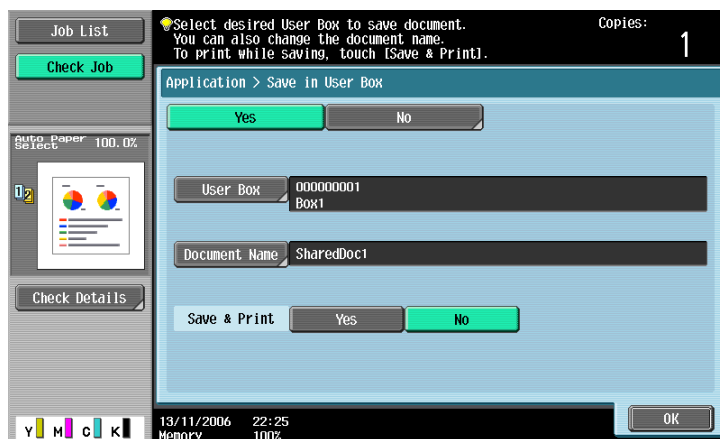 Job List
Check Job
Select desired User Box to save document.
You can also change the document name.
To print while saving, touch [Save & Print].
Copies:
1
Application > Save in User Box
Yes
No
Auto Paper
Select
100.0%
1 2
User Box
000000001
Box1
Document Name
SharedDoc1
Check Details
Save & Print
Yes
No
OK
Y M C K
13/11/2006 22:25
Memory 100%